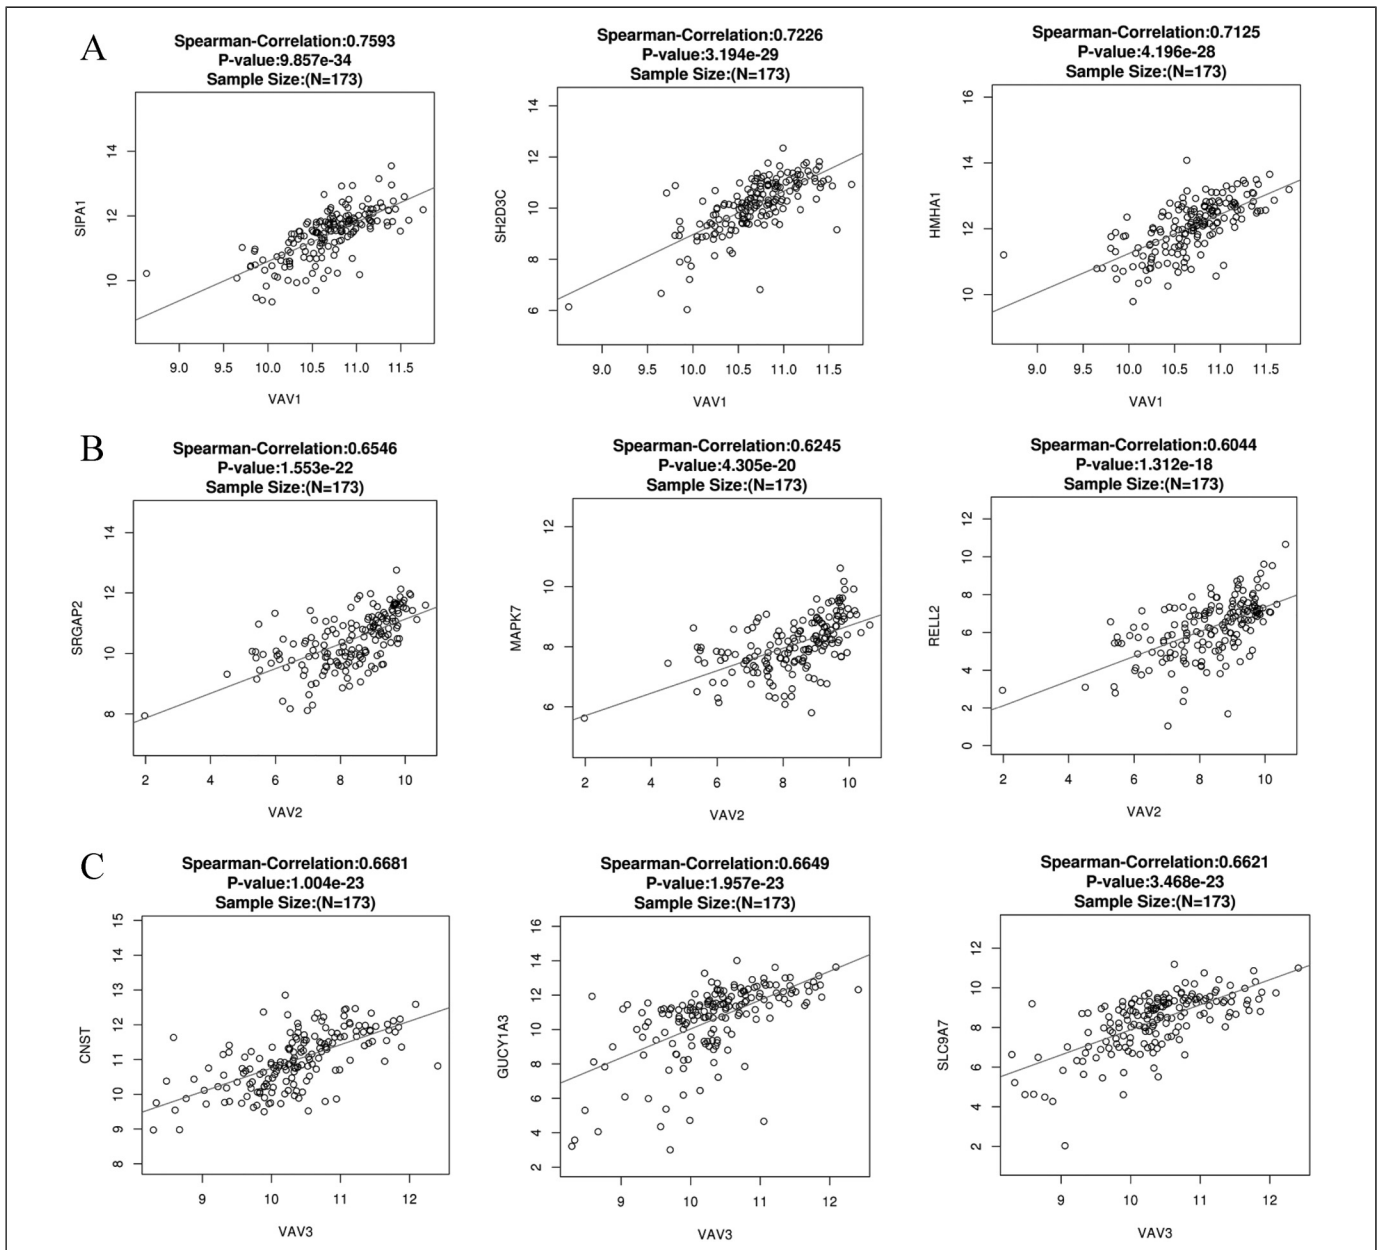 A
Spearman-Correlation:0.7593
P-value:9.857e-34
Sample Size:(N=173)
SIPA1
14
12
10
9.0 9.5 10.0 10.5 11.0 11.5
VAV1
Spearman-Correlation:0.7226
P-value:3.194e-29
Sample Size:(N=173)
SH2D3C
14
12
10
8
6
9.0 9.5 10.0 10.5 11.0 11.5
VAV1
Spearman-Correlation:0.7125
P-value:4.196e-28
Sample Size:(N=173)
HMHA1
16
14
12
10
9.0 9.5 10.0 10.5 11.0 11.5
VAV1
B
Spearman-Correlation:0.6546
P-value:1.553e-22
Sample Size:(N=173)
SRGAP2
14
12
10
8
2 4 6 8 10
VAV2
Spearman-Correlation:0.6245
P-value:4.305e-20
Sample Size:(N=173)
MAPK7
12
10
8
6
2 4 6 8 10
VAV2
Spearman-Correlation:0.6044
P-value:1.312e-18
Sample Size:(N=173)
RELL2
12
10
8
6
4
2
0
2 4 6 8 10
VAV2
C
Spearman-Correlation:0.6681
P-value:1.004e-23
Sample Size:(N=173)
CNST
15
14
13
12
11
10
9
8
9 10 11 12
VAV3
Spearman-Correlation:0.6649
P-value:1.957e-23
Sample Size:(N=173)
GUCY1A3
16
14
12
10
8
6
4
2
9 10 11 12
VAV3
Spearman-Correlation:0.6621
P-value:3.468e-23
Sample Size:(N=173)
SLC9A7
12
10
8
6
4
2
9 10 11 12
VAV3